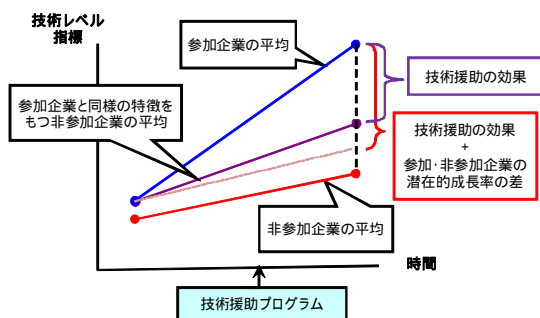 技術レベル
指標
参加企業の平均
参加企業と同様の特徴を
もつ非参加企業の平均
技術援助の効果
技術援助の効果
+
参加・非参加企業の
潜在的成長率の差
非参加企業の平均
時間
技術援助プログラム